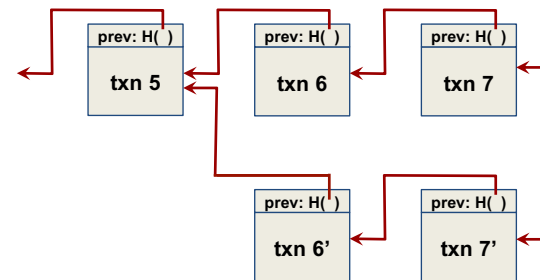 prev: H( )
txn 5
prev: H( )
txn 6
prev: H( )
txn 7
prev: H( )
txn 6’
prev: H( )
txn 7’